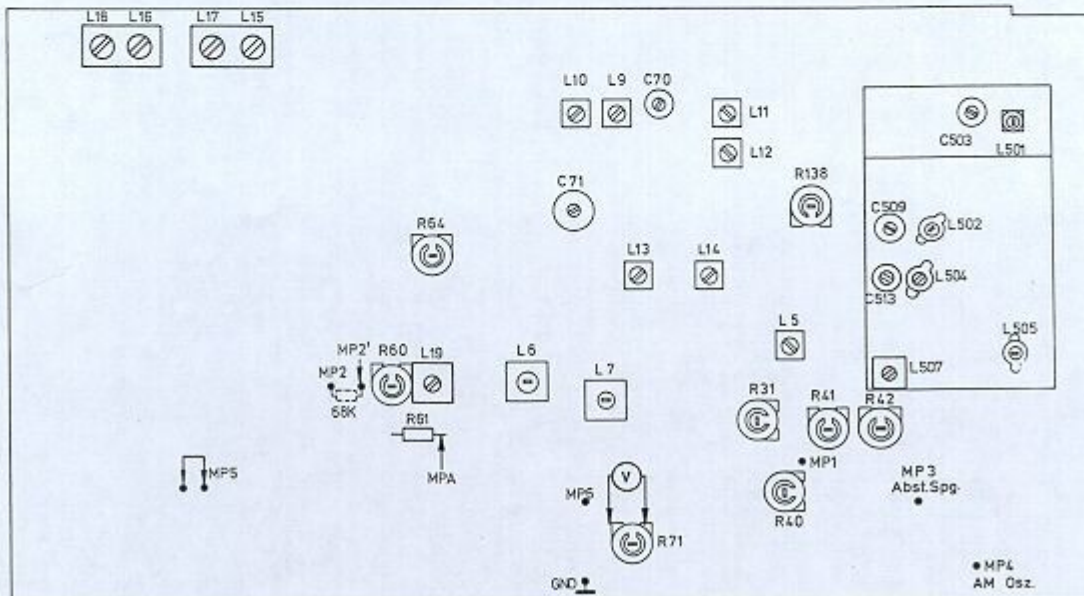 L18 L16 L17 L15
L10 L9 C70
L11
L12
C503 L501
R138
C71
C509
L502
R64
L13 L14
L504
C513
L5
L505
MP2' R60 L19 L6
MP2
68K
L7
L507
R31 R41 R42
R61
MPA
MP5
MP1
MP3
Abst.Spg.
V
MP6
R40
R71
GND
MP4
AM Osz.